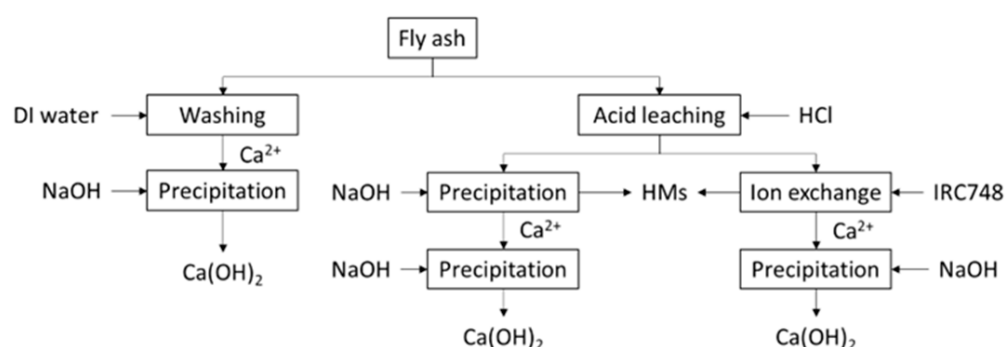 Fly ash
DI water
Washing
Acid leaching
HCl
Ca²⁺
NaOH
Precipitation
NaOH
Precipitation
HMs
Ion exchange
IRC748
Ca(OH)₂
Ca²⁺
Ca²⁺
NaOH
Precipitation
Precipitation
NaOH
Ca(OH)₂
Ca(OH)₂